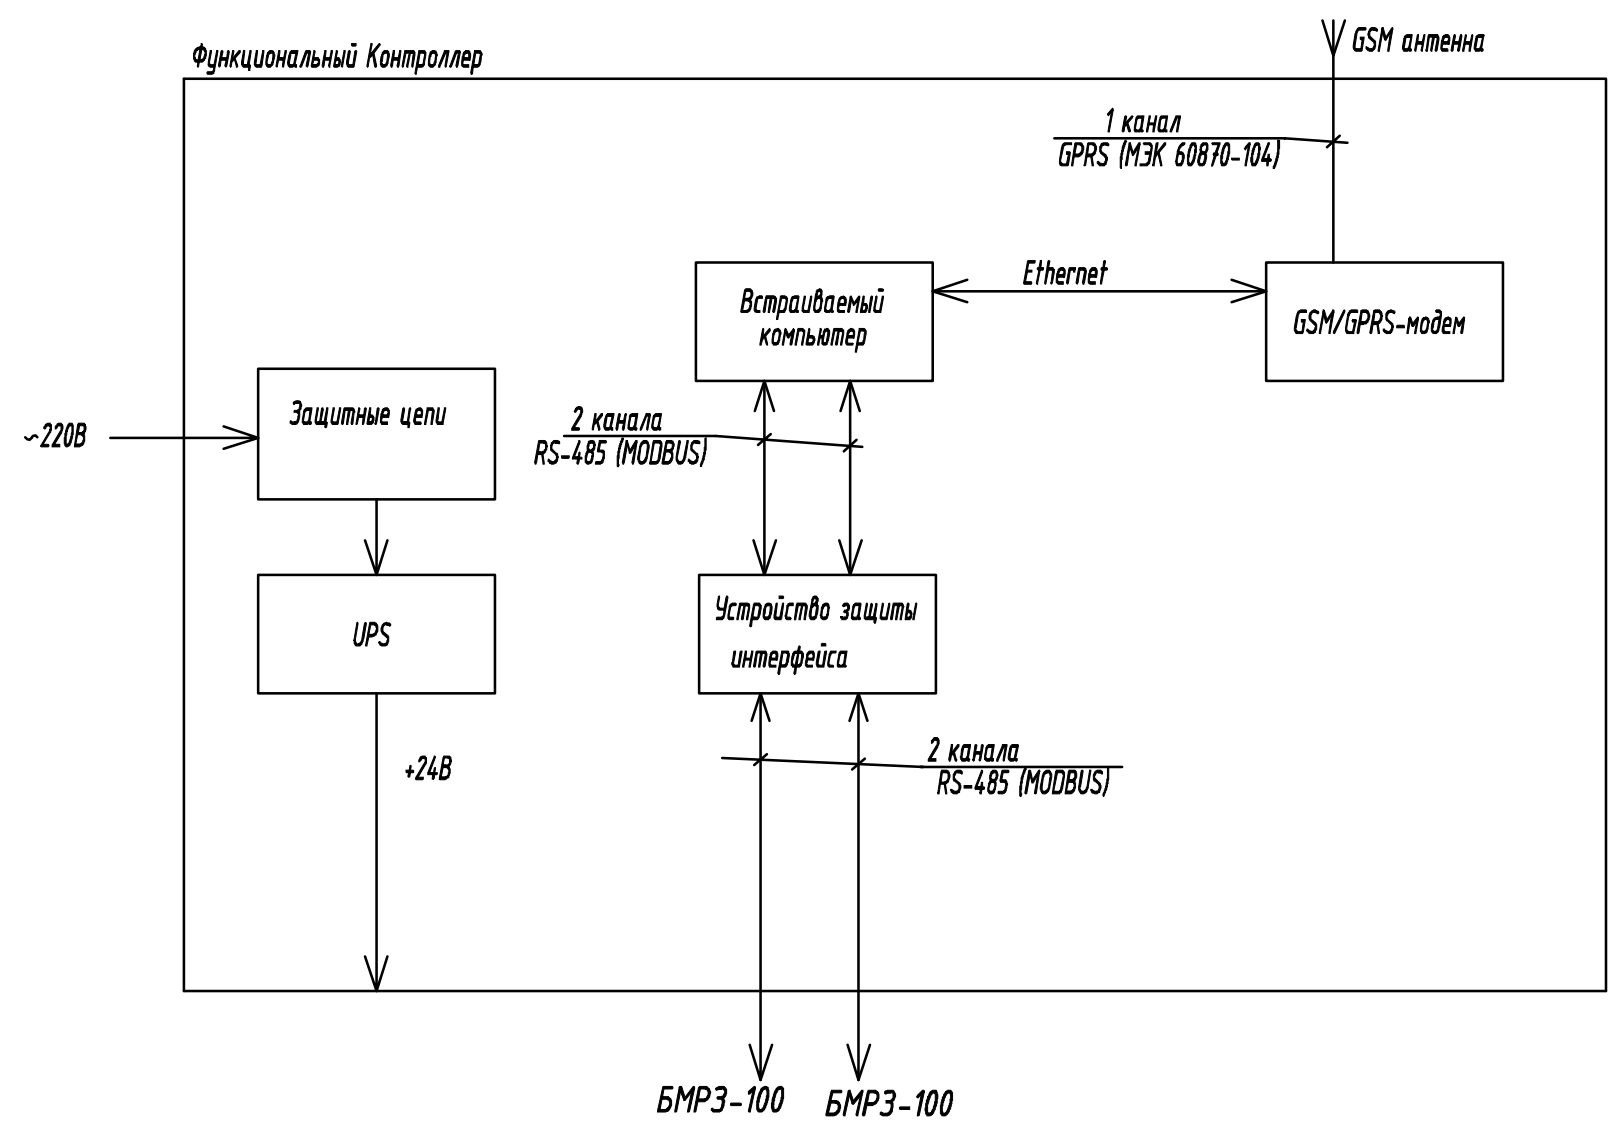 GSM антенна
Функциональный Контроллер
1 канал
GPRS (МЭК 60870-104)
Ethernet
Встраиваемый
компьютер
GSM/GPRS-модем
Защитные цепи
~220В
2 канала
RS-485 (MODBUS)
UPS
Устройство защиты
интерфейса
+24В
2 канала
RS-485 (MODBUS)
БМРЗ-100
БМРЗ-100